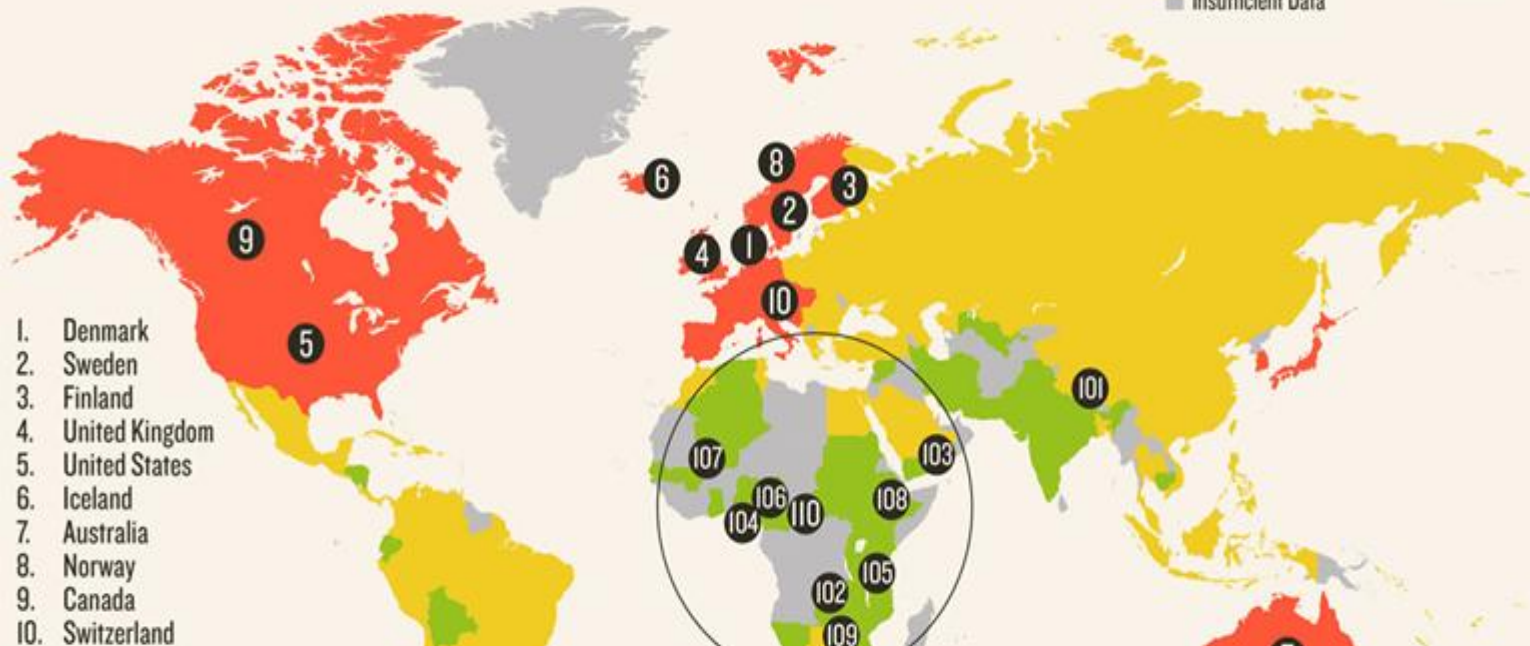 Insufficient Data
8
6
3
2
9
4
1
10
5
1. Denmark
2. Sweden
3. Finland
4. United Kingdom
5. United States
6. Iceland
7. Australia
8. Norway
9. Canada
10. Switzerland
101
107
103
106
108
104
110
105
102
109